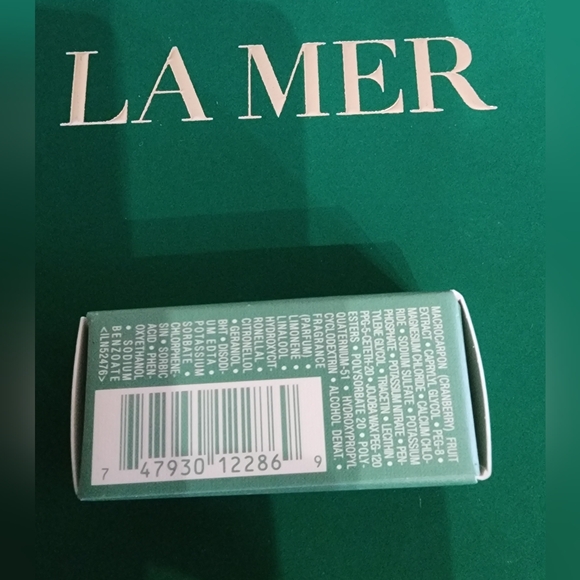 LA MER
MACROCARPON (CRANBERRY) FRUIT
EXTRACT • CAPRYLYL GLYCOL • PEG-8 •
MAGNESIUM CHLORIDE • CALCIUM CHLO-
RIDE • SODIUM SULFATE • POTASSIUM
PHOSPHATE • POTASSIUM NITRATE • PEN-
TYLENE GLYCOL • TRIACETIN • LECITHIN •
PPG-5-CETETH-20 • JOJOBA WAX PEG-120
ESTERS • POLYSORBATE 20 • POLY-
QUATERNIUM-51 • HYDROXYPROPYL
CYCLODEXTRIN • ALCOHOL DENAT. •
FRAGRANCE
(PARFUM) •
LIMONENE •
LINALOOL •
HYDROXYCIT-
RONELLAL •
CITRONELLOL
• GERANIOL •
BHT • DISODI-
UM EDTA •
POTASSIUM
SORBATE •
CHLORPHENE-
SIN • SORBIC
ACID • PHEN-
OXYETHANOL
• SODIUM
BENZOATE
<ILN52476>
7 47930 12286 9